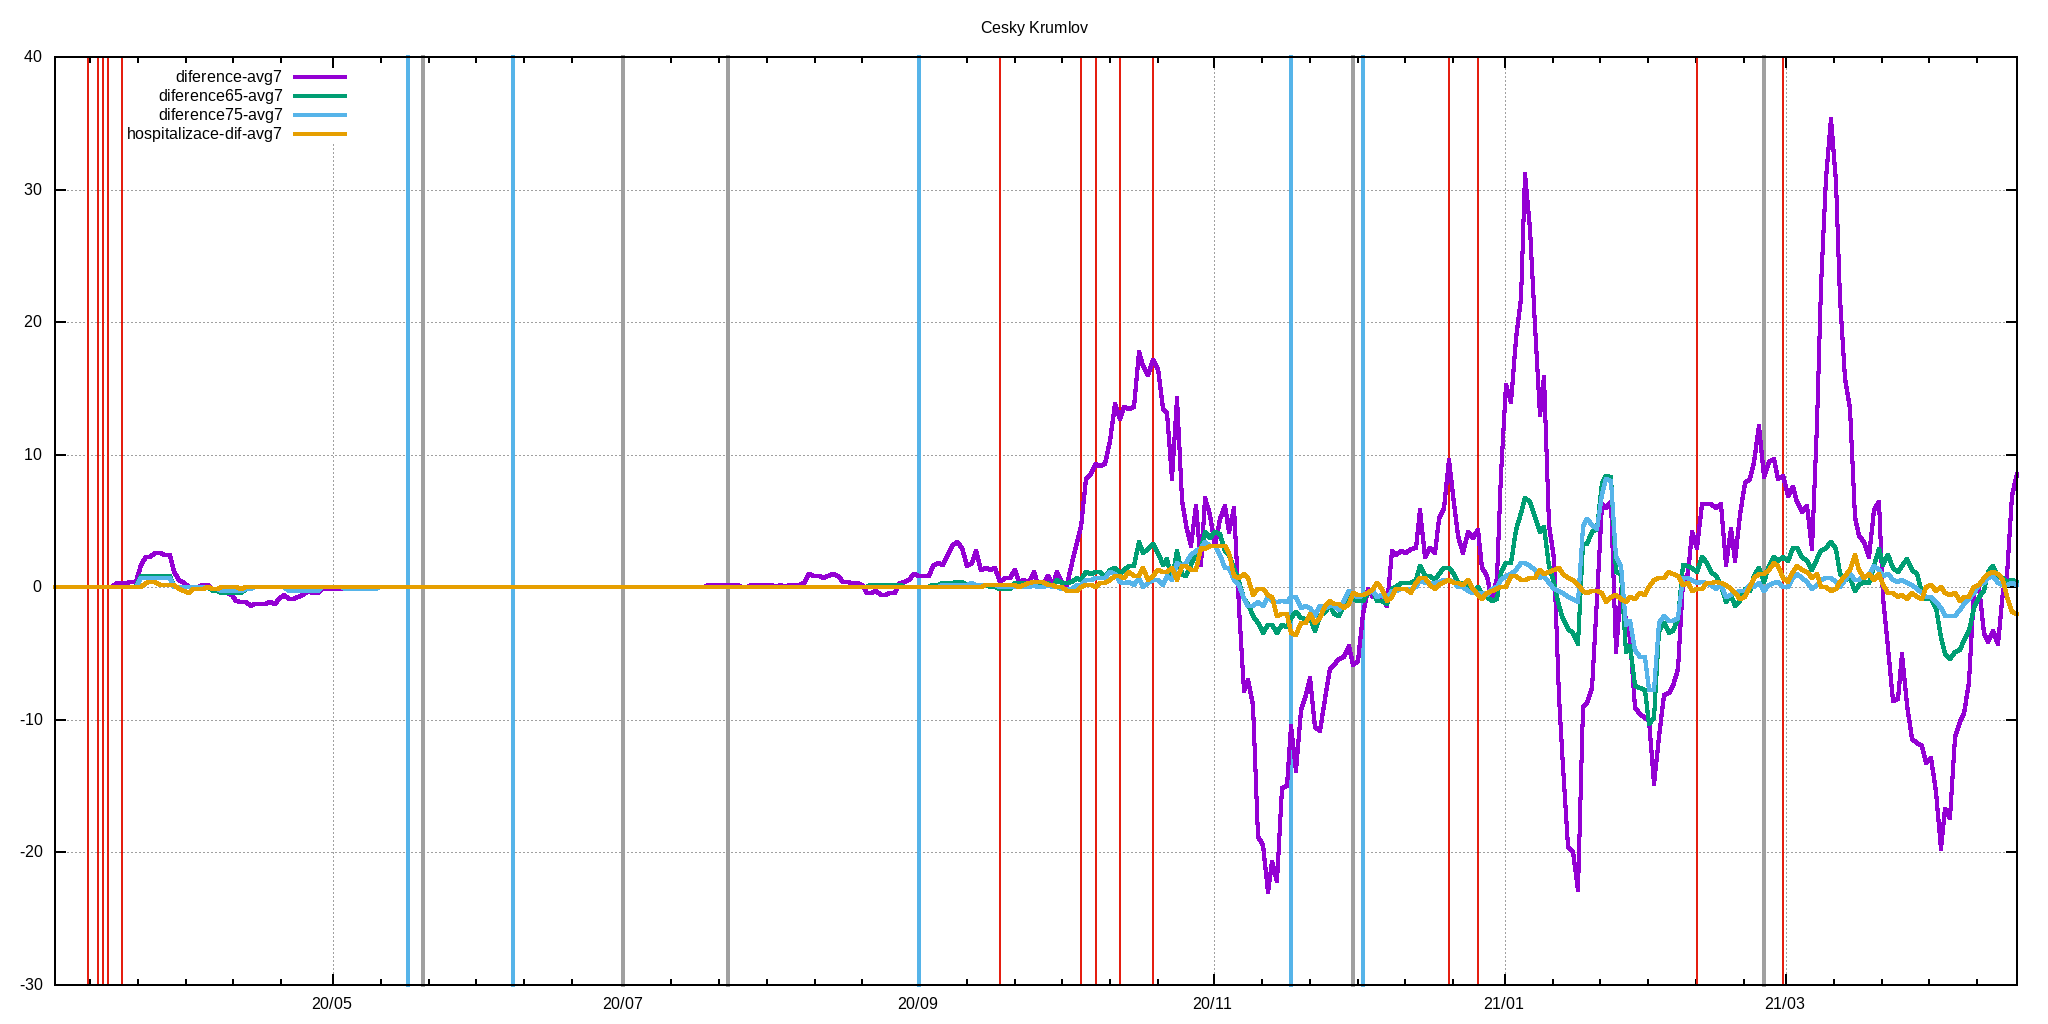 Cesky Krumlov
40
30
20
10
0
-10
-20
-30
diference-avg7
diference65-avg7
diference75-avg7
hospitalizace-dif-avg7
20/05
20/07
20/09
20/11
21/01
21/03